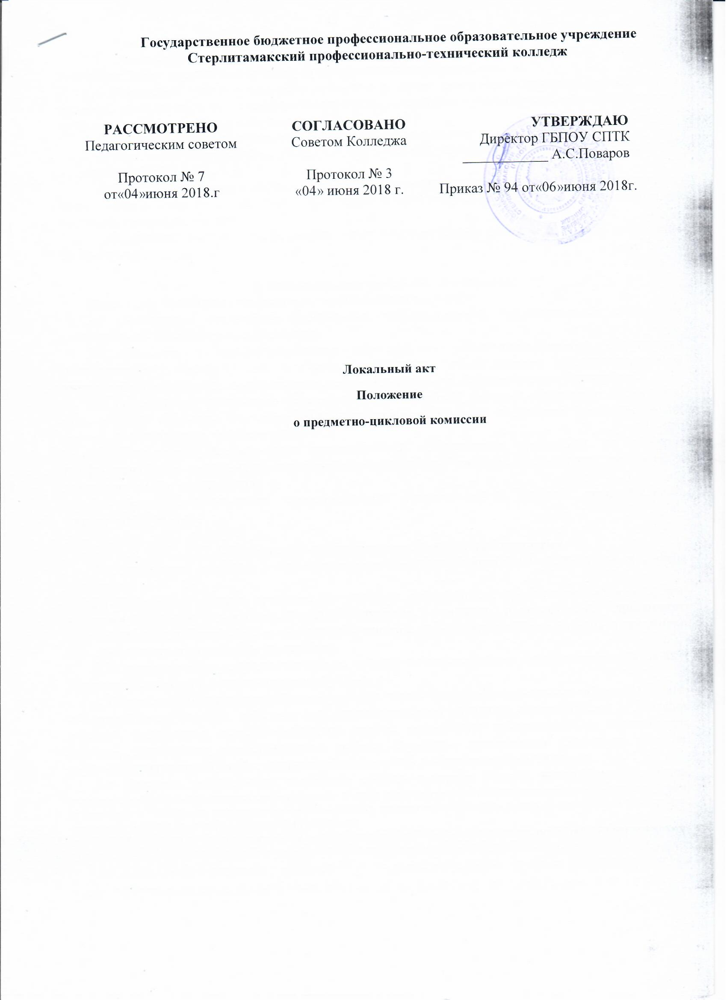 Государственное бюджетное профессиональное образовательное учреждение
Стерлитамакский профессионально-технический колледж
РАССМОТРЕНО
Педагогическим советом
Протокол № 7
от«04»июня 2018.г
СОГЛАСОВАНО
Советом Колледжа
Протокол № 3
«04» июня 2018 г.
УТВЕРЖДАЮ
Директор ГБПОУ СПТК
______________ А.С.Поваров
Приказ № 94 от«06»июня 2018г.
Локальный акт
Положение
о предметно-цикловой комиссии